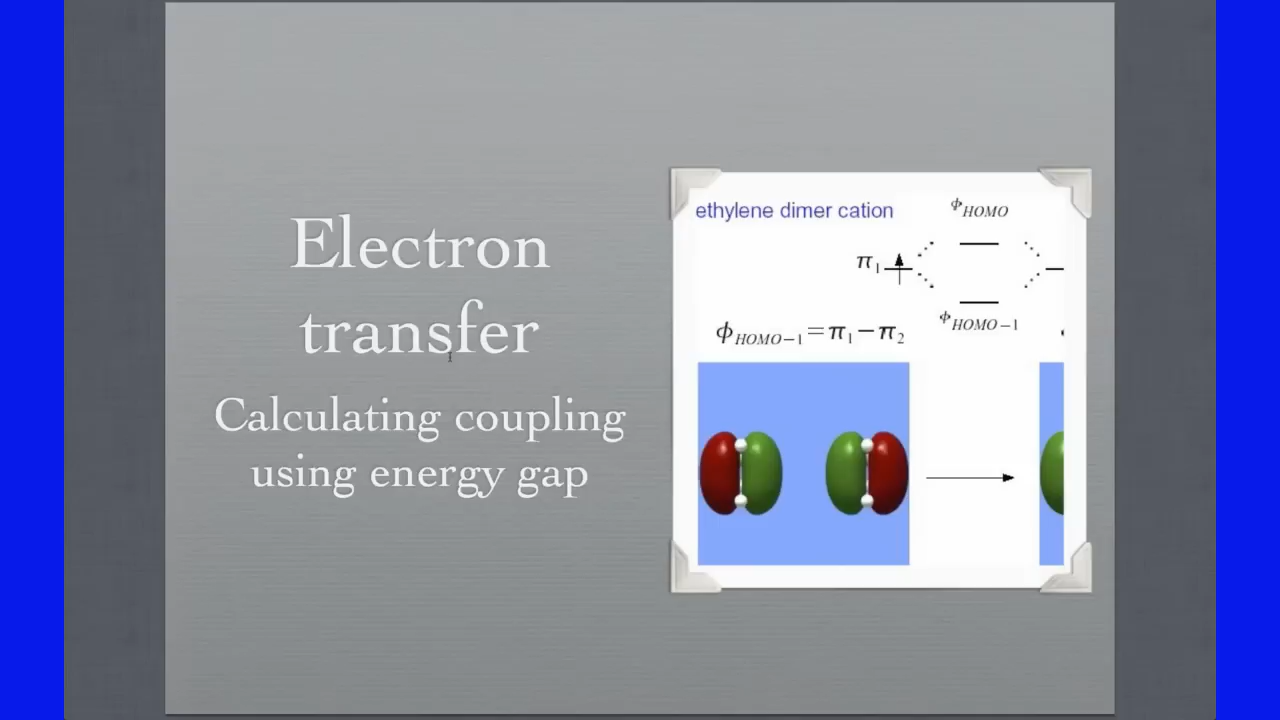 Electron
transfer
Calculating coupling
using energy gap
ethylene dimer cation
ϕHOMO
π1
ϕHOMO−1
ϕHOMO−1=π1−π2